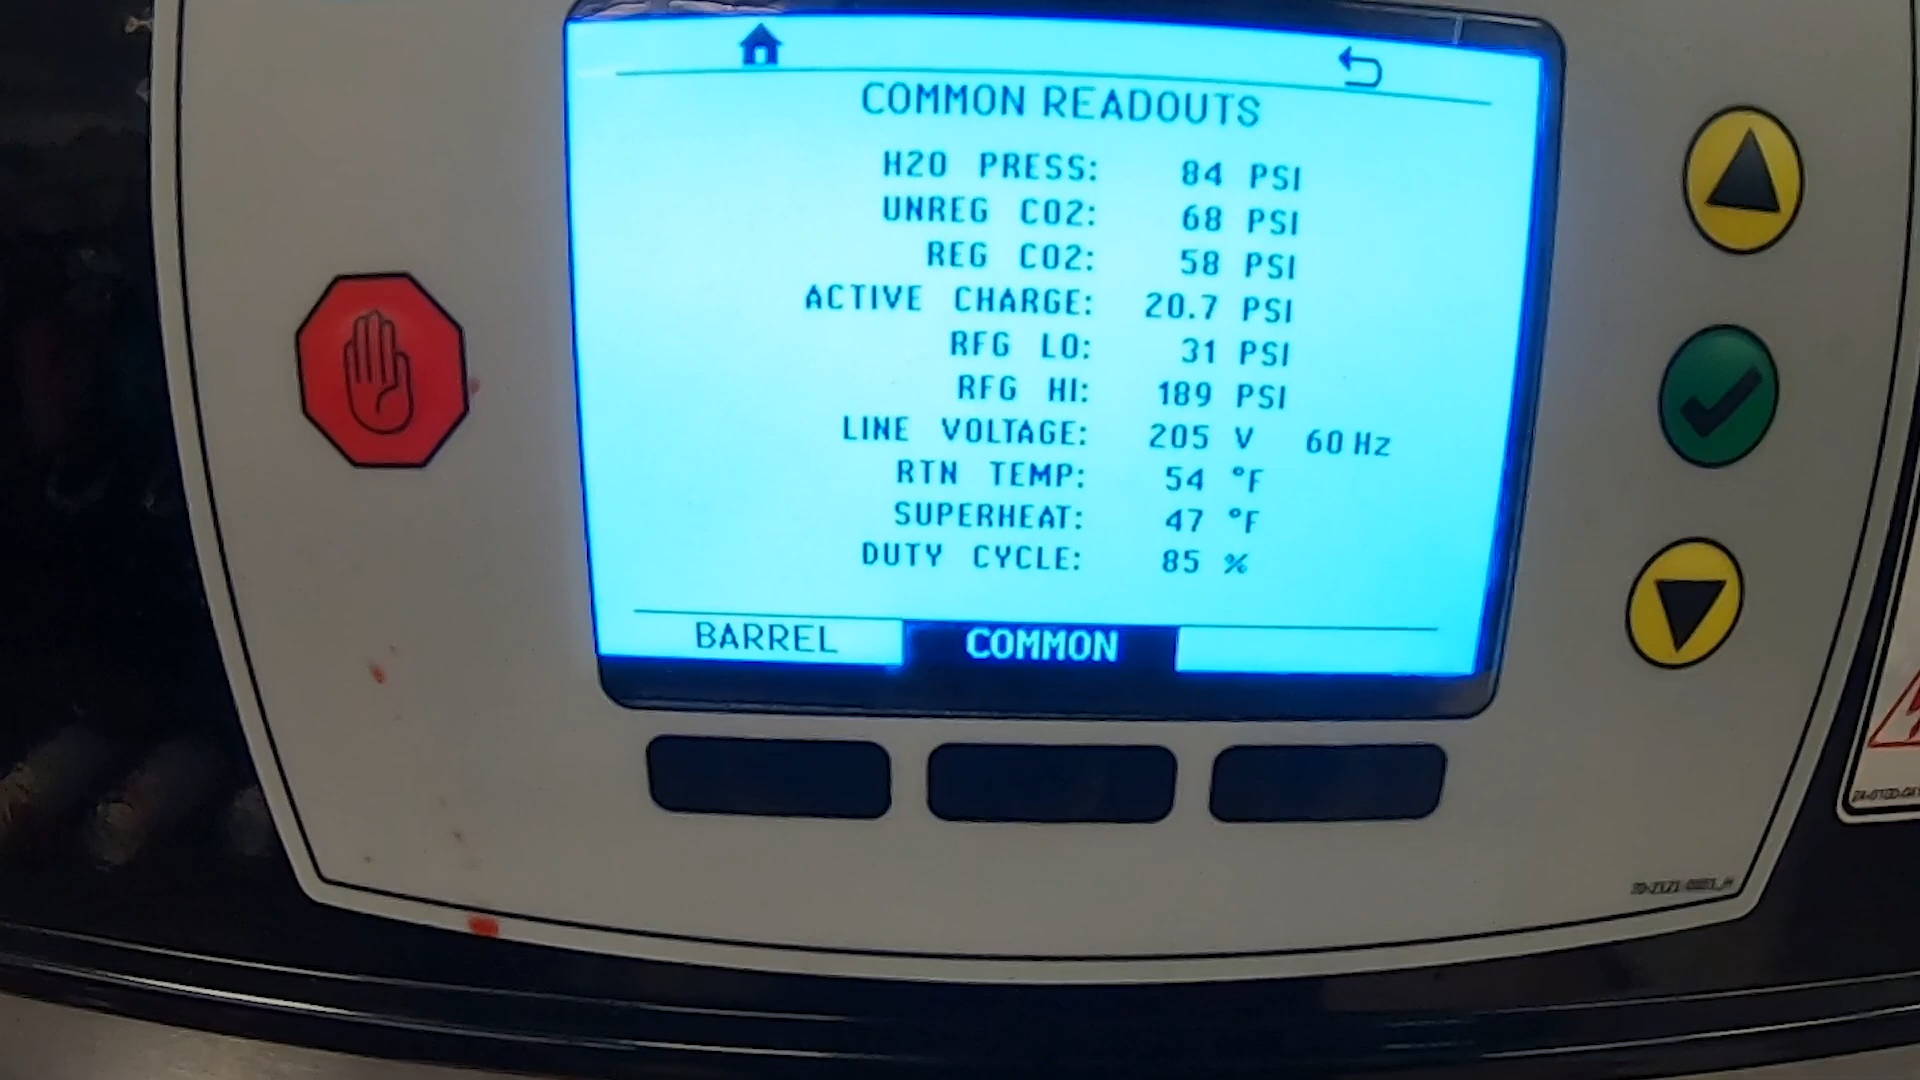 COMMON READOUTS
H2O PRESS: 84 PSI
UNREG CO2: 68 PSI
REG CO2: 58 PSI
ACTIVE CHARGE: 20.7 PSI
RFG LO: 31 PSI
RFG HI: 189 PSI
LINE VOLTAGE: 205 V 60 Hz
RTN TEMP: 54 °F
SUPERHEAT: 47 °F
DUTY CYCLE: 85 %
BARREL COMMON